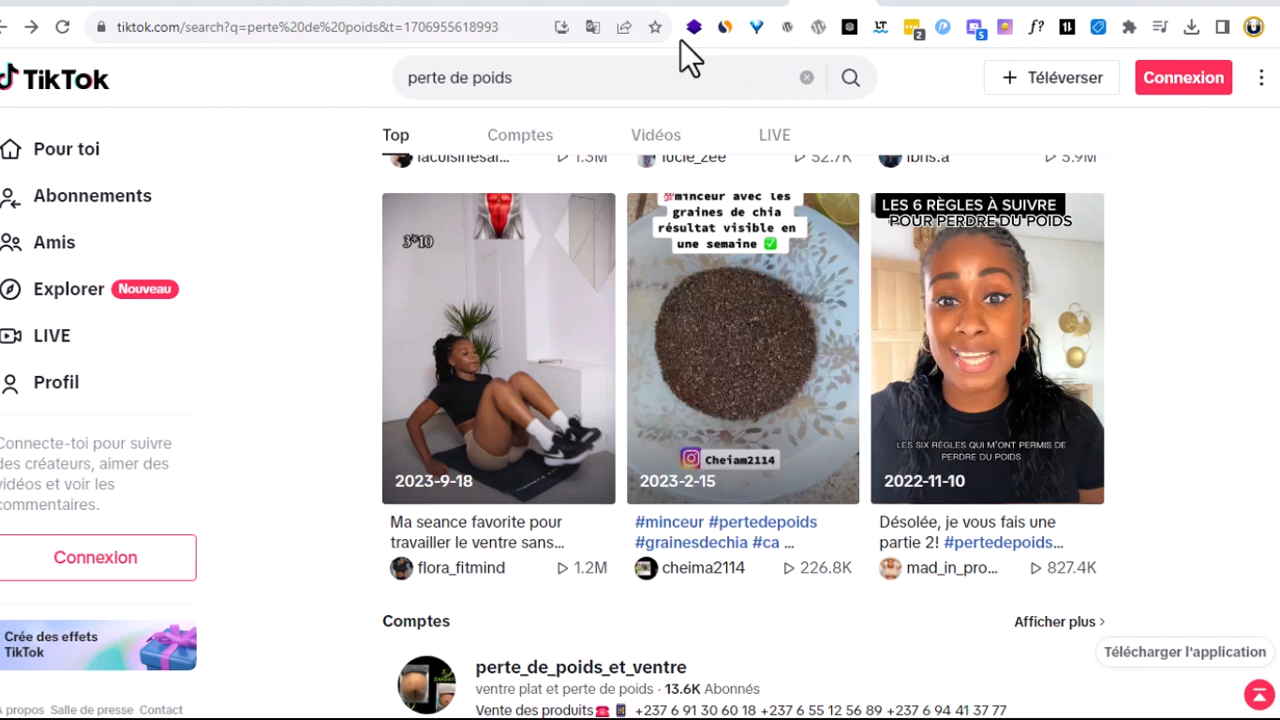 tiktok.com/search?q=perte%20de%20poids&t=1706955618993
TikTok
perte de poids
Téléverser
Connexion
Pour toi
Abonnements
Amis
Explorer Nouveau
LIVE
Profil
Connecte-toi pour suivre
des créateurs, aimer des
vidéos et voir les
commentaires.
Connexion
Crée des effets
TikTok
À propos Salle de presse Contact
Top Comptes Vidéos LIVE
lacuisinesal... 1.3M lucie_zee 52.7K 5.9M
3*10
2023-9-18
Ma seance favorite pour
travailler le ventre sans...
flora_fitmind 1.2M
💯minceur avec les
graines de chia
résultat visible en
une semaine ✅
Cheiam2114
2023-2-15
#minceur #pertedepoids
#grainesdechia #ca ...
cheima2114 226.8K
LES 6 RÈGLES À SUIVRE
POUR PERDRE DU POIDS
LES SIX RÈGLES QUI M'ONT PERMIS DE
PERDRE DU POIDS
2022-11-10
Désolée, je vous fais une
partie 2! #pertedepoids...
mad_in_pro... 827.4K
Comptes Afficher plus >
perte_de_poids_et_ventre
ventre plat et perte de poids · 13.6K Abonnés
Vente des produits☎️ 📱 +237 6 91 30 60 18 +237 6 55 12 56 89 +237 6 94 41 37 77
Télécharger l'application